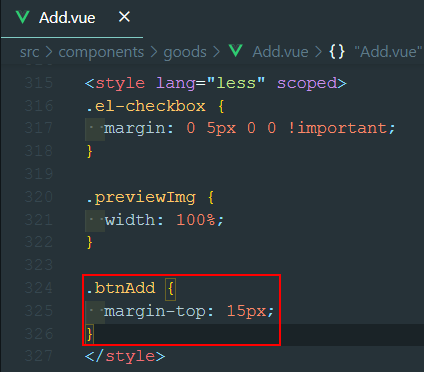 Add.vue ×
src > components > goods > Add.vue > {} "Add.vue"
315 <style lang="less" scoped>
316 .el-checkbox {
317 margin: 0 5px 0 0 !important;
318 }
319
320 .previewImg {
321 width: 100%;
322 }
323
324 .btnAdd {
325 margin-top: 15px;
326 }
327 </style>